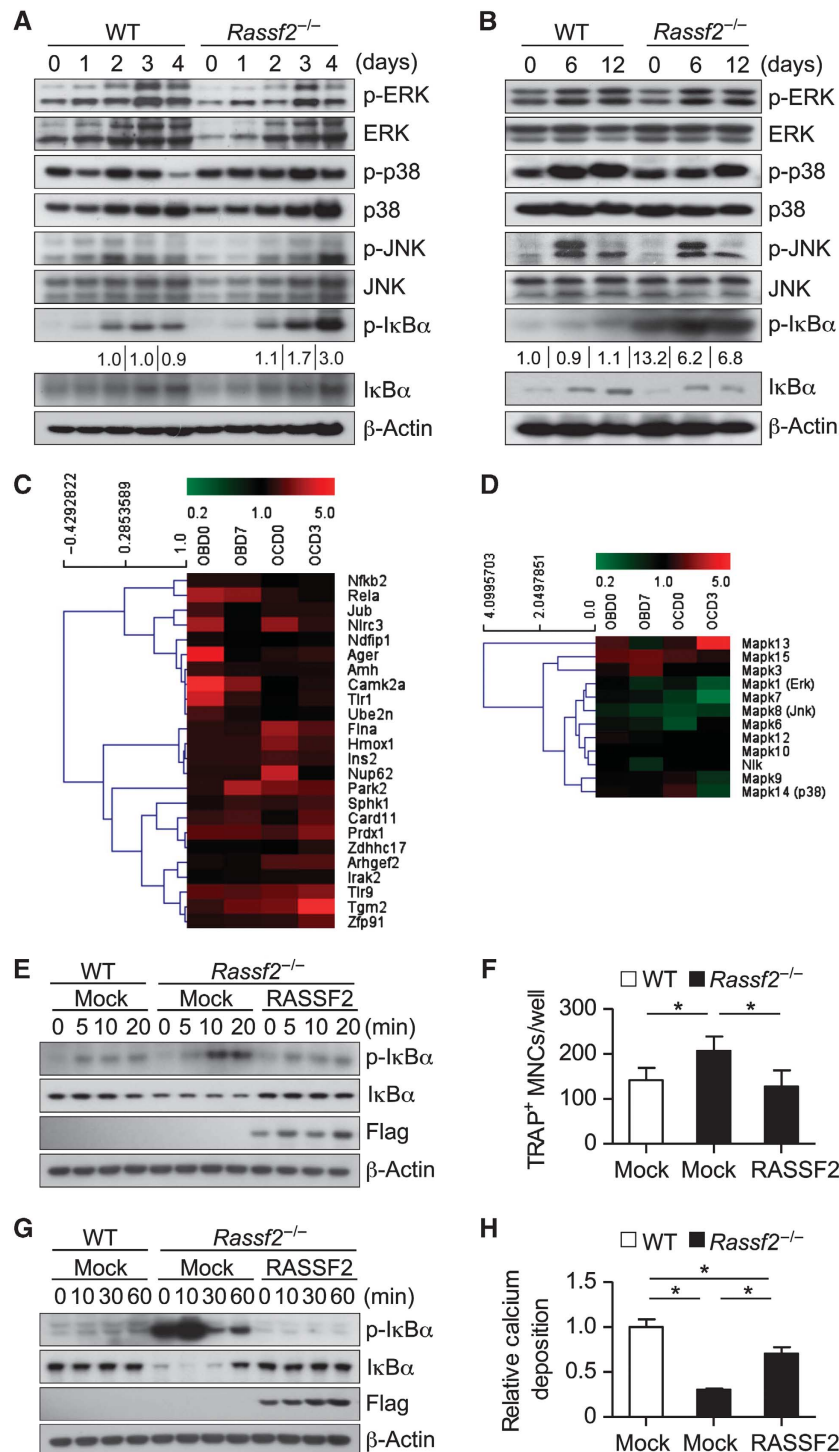 A
WT Rassf2−/−
0 1 2 3 4 0 1 2 3 4 (days)
p-ERK
ERK
p-p38
p38
p-JNK
JNK
p-IκBα
1.0 1.0 0.9 1.1 1.7 3.0
IκBα
β-Actin
B
WT Rassf2−/−
0 6 12 0 6 12 (days)
p-ERK
ERK
p-p38
p38
p-JNK
JNK
p-IκBα
1.0 0.9 1.1 13.2 6.2 6.8
IκBα
β-Actin
C
−0.4292822 0.2853589 1.0
0.2 1.0 5.0
OBD0 OBD7 OCD0 OCD3
Nfkb2
Rela
Jub
Nlrc3
Ndfip1
Ager
Amh
Camk2a
Tlr1
Ube2n
Flna
Hmox1
Ins2
Nup62
Park2
Sphk1
Card11
Prdx1
Zdhhc17
Arhgef2
Irak2
Tlr9
Tgm2
Zfp91
D
4.0995703 2.0497851 0.0
0.2 1.0 5.0
OBD0 OBD7 OCD0 OCD3
Mapk13
Mapk15
Mapk3
Mapk1 (Erk)
Mapk7
Mapk8 (Jnk)
Mapk6
Mapk12
Mapk10
Nlk
Mapk9
Mapk14 (p38)
E
WT Rassf2−/−
Mock Mock RASSF2
0 5 10 20 0 5 10 20 0 5 10 20 (min)
p-IκBα
IκBα
Flag
β-Actin
F
WT Rassf2−/−
TRAP+ MNCs/well
300
200
100
0
* *
Mock Mock RASSF2
G
WT Rassf2−/−
Mock Mock RASSF2
0 10 30 60 0 10 30 60 0 10 30 60 (min)
p-IκBα
IκBα
Flag
β-Actin
H
WT Rassf2−/−
Relative calcium
deposition
1.5
1.0
0.5
0
*
* *
Mock Mock RASSF2